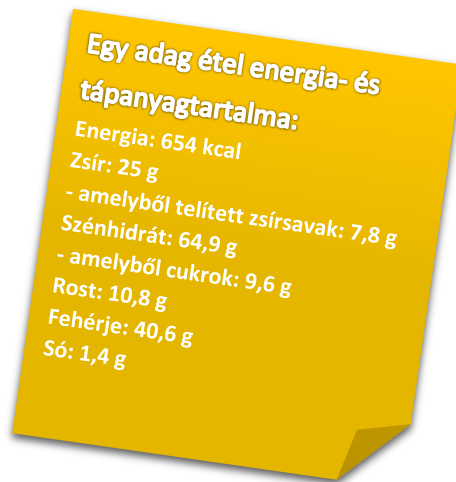 Egy adag étel energia- és
tápanyagtartalma:
Energia: 654 kcal
Zsír: 25 g
- amelyből telített zsírsavak: 7,8 g
Szénhidrát: 64,9 g
- amelyből cukrok: 9,6 g
Rost: 10,8 g
Fehérje: 40,6 g
Só: 1,4 g